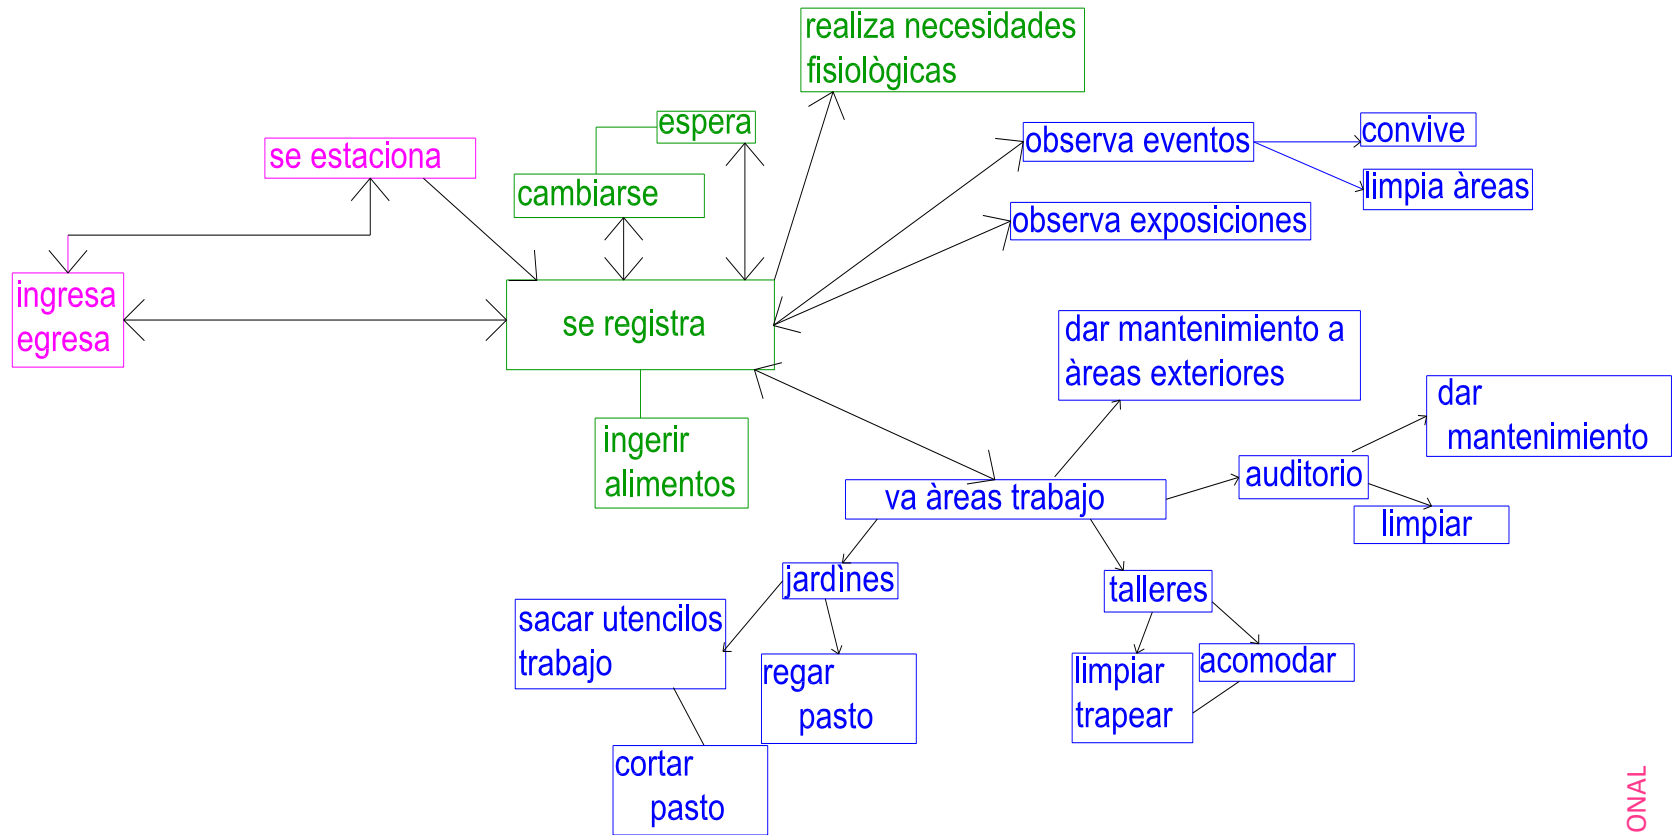 realiza necesidades
fisiològicas
espera
se estaciona
cambiarse
observa eventos
convive
limpia àreas
observa exposiciones
ingresa
egresa
se registra
dar mantenimiento a
àreas exteriores
ingerir
alimentos
dar
mantenimiento
auditorio
va àreas trabajo
limpiar
jardìnes
talleres
sacar utencilos
trabajo
regar
pasto
limpiar
trapear
acomodar
cortar
pasto
ONAL